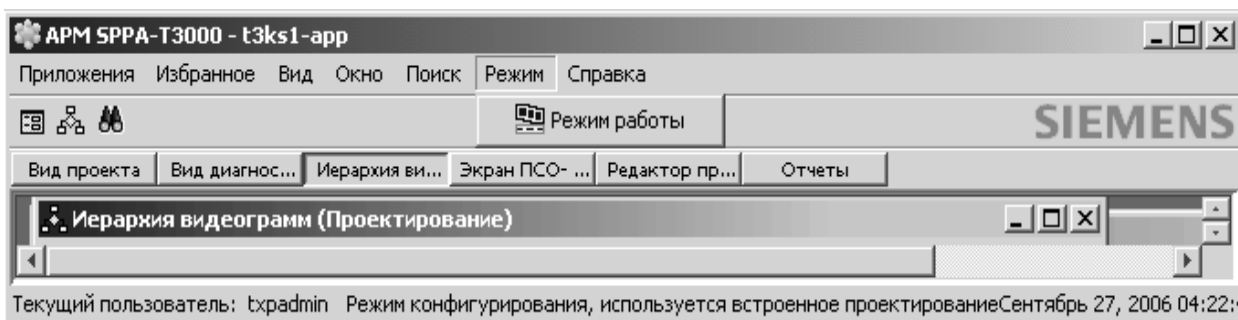 АРМ SPPA-T3000 - t3ks1-app
Приложения Избранное Вид Окно Поиск Режим Справка
Режим работы SIEMENS
Вид проекта Вид диагнос... Иерархия ви... Экран ПСО- ... Редактор пр... Отчеты
Иерархия видеограмм (Проектирование)
Текущий пользователь: txpadmin Режим конфигурирования, используется встроенное проектированиеСентябрь 27, 2006 04:22: